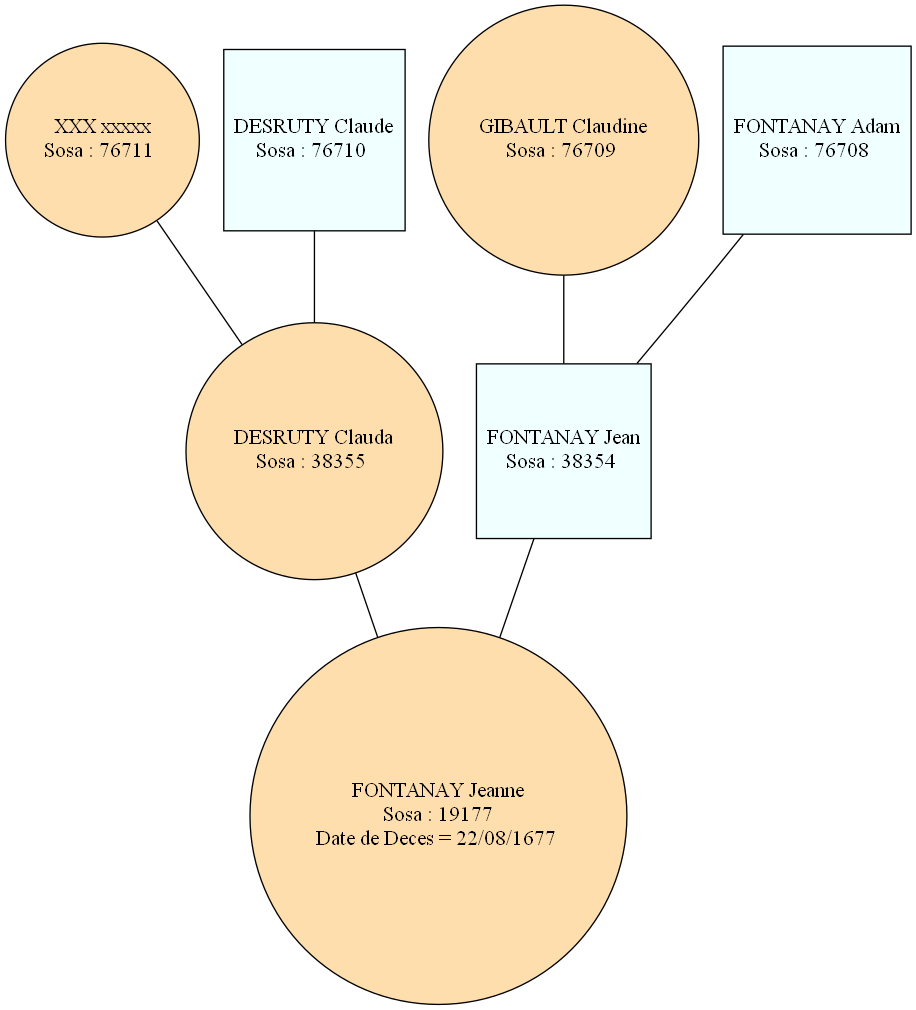 XXX xxxxx
Sosa : 76711
DESRUTY Claude
Sosa : 76710
GIBAULT Claudine
Sosa : 76709
FONTANAY Adam
Sosa : 76708
DESRUTY Clauda
Sosa : 38355
FONTANAY Jean
Sosa : 38354
FONTANAY Jeanne
Sosa : 19177
Date de Deces = 22/08/1677